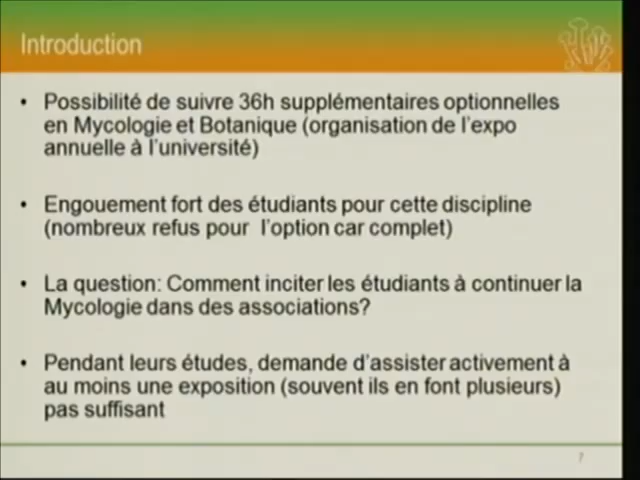 Introduction
• Possibilité de suivre 36h supplémentaires optionnelles
en Mycologie et Botanique (organisation de l'expo
annuelle à l'université)
• Engouement fort des étudiants pour cette discipline
(nombreux refus pour l'option car complet)
• La question: Comment inciter les étudiants à continuer la
Mycologie dans des associations?
• Pendant leurs études, demande d'assister activement à
au moins une exposition (souvent ils en font plusieurs)
pas suffisant
7